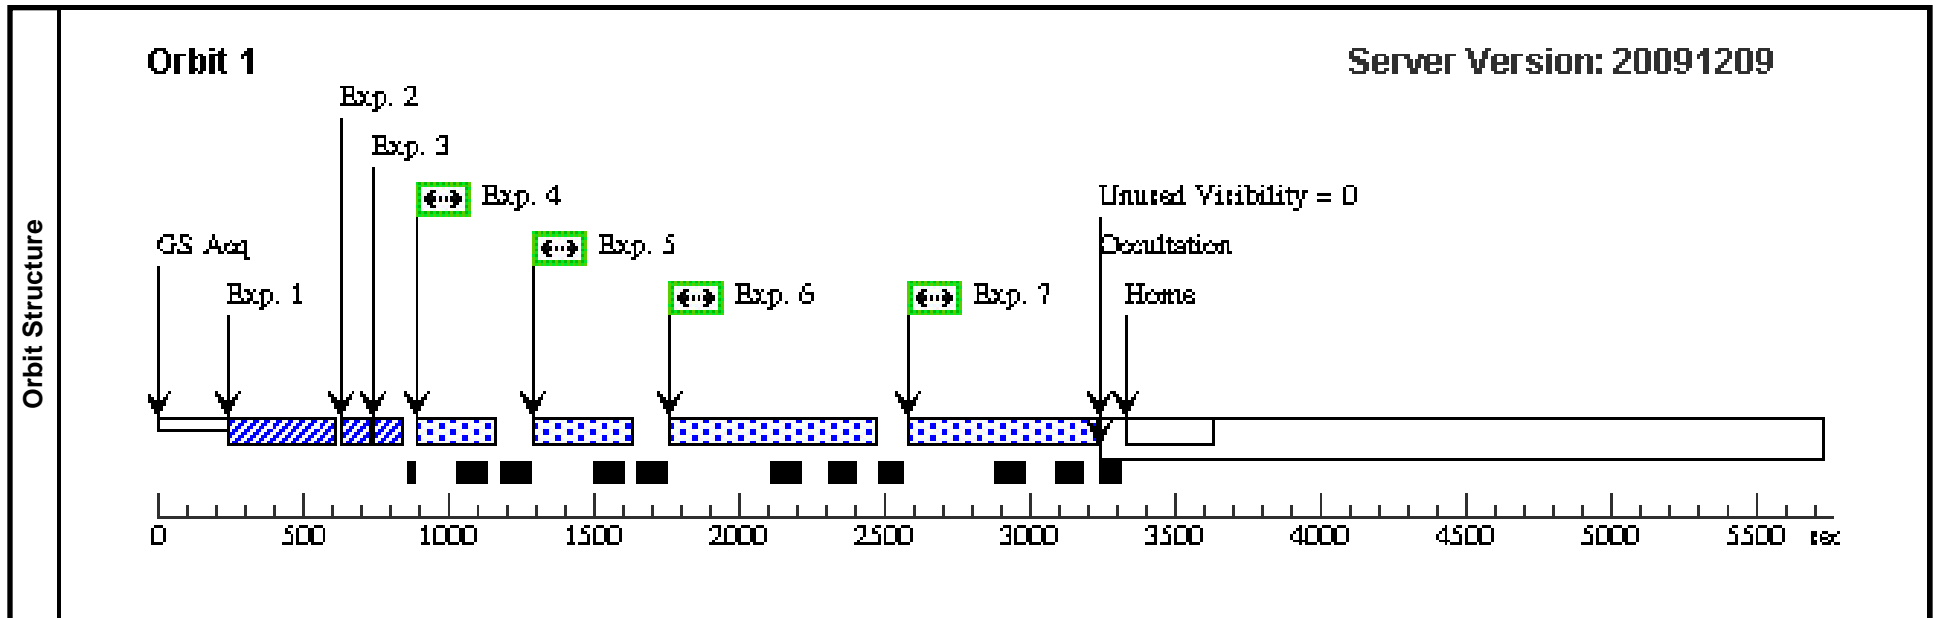 Orbit Structure
Orbit 1
Server Version: 20091209
Exp. 2
Exp. 3
Exp. 4
Unused Visibility = 0
GS Acq
Exp. 5
Occultation
Exp. 1
Exp. 6
Exp. 7
Home
0 500 1000 1500 2000 2500 3000 3500 4000 4500 5000 5500 sec